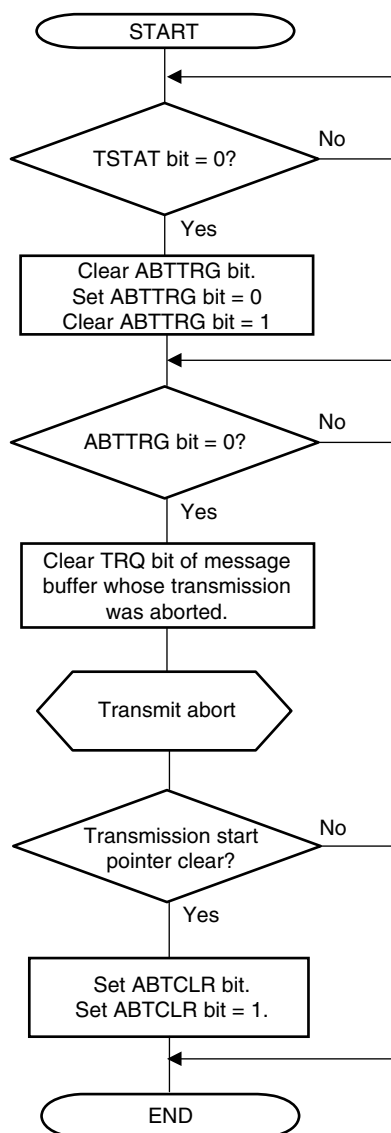 START
TSTAT bit = 0?
No
Yes
Clear ABTTRG bit.
Set ABTTRG bit = 0
Clear ABTTRG bit = 1
ABTTRG bit = 0?
No
Yes
Clear TRQ bit of message
buffer whose transmission
was aborted.
Transmit abort
Transmission start
pointer clear?
No
Yes
Set ABTCLR bit.
Set ABTCLR bit = 1.
END